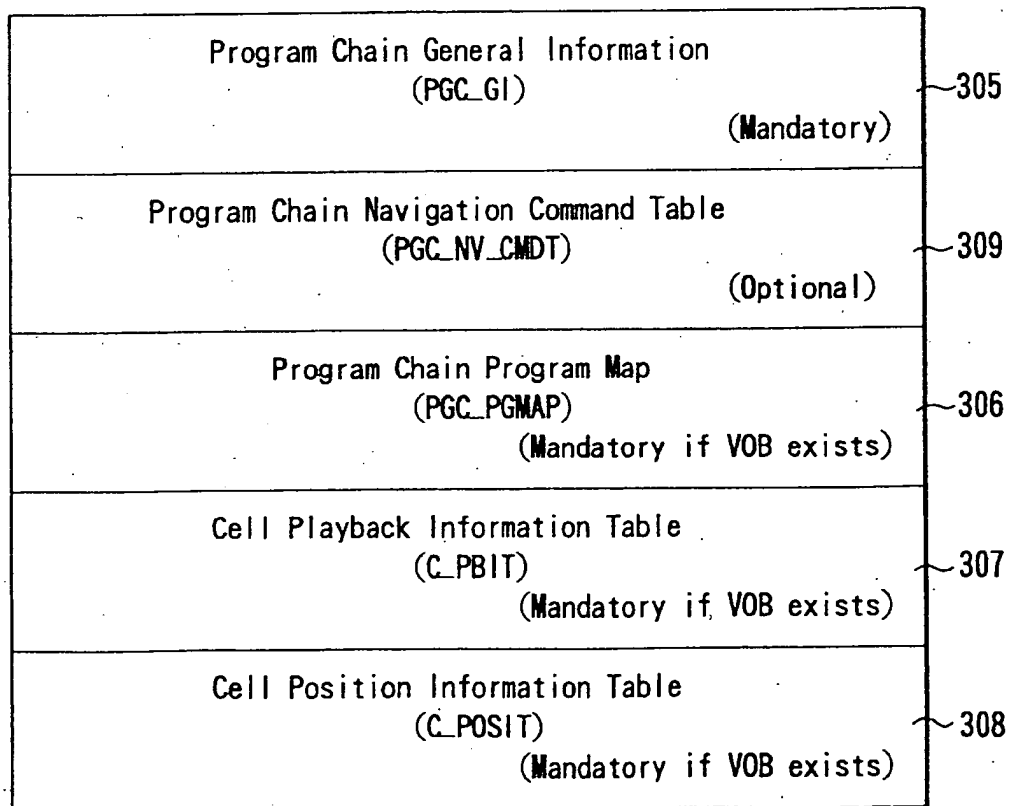 Program Chain General Information
(PGC_GI)
(Mandatory)
305
Program Chain Navigation Command Table
(PGC_NV_CMDT)
(Optional)
309
Program Chain Program Map
(PGC_PGMAP)
(Mandatory if VOB exists)
306
Cell Playback Information Table
(C_PBIT)
(Mandatory if VOB exists)
307
Cell Position Information Table
(C_POSIT)
(Mandatory if VOB exists)
308